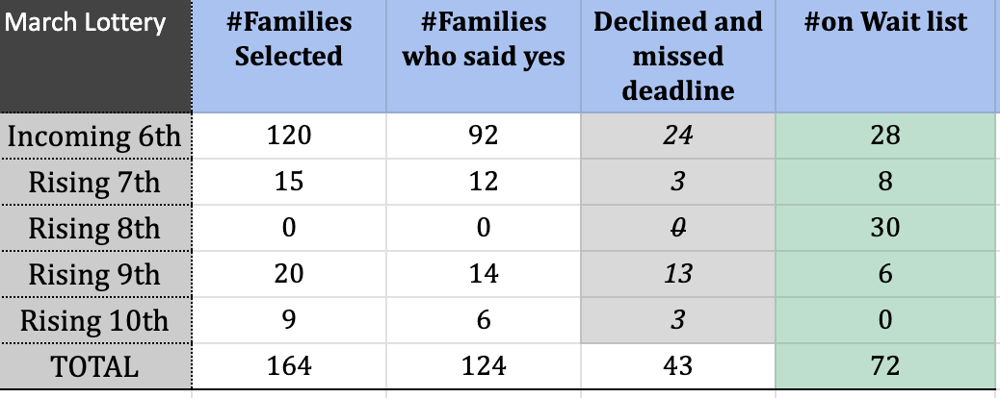 March Lottery #Families Selected #Families who said yes Declined and missed deadline #on Wait list
Incoming 6th 120 92 24 28
Rising 7th 15 12 3 8
Rising 8th 0 0 0 30
Rising 9th 20 14 13 6
Rising 10th 9 6 3 0
TOTAL 164 124 43 72